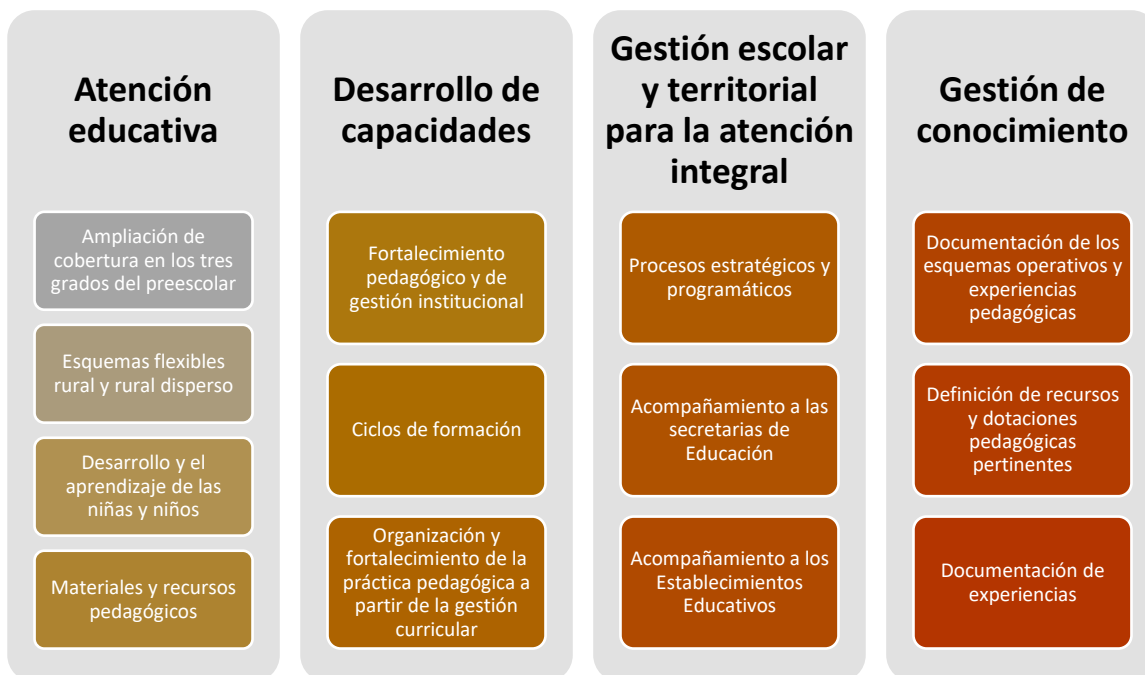 Atención
educativa
Ampliación de
cobertura en los tres
grados del preescolar
Esquemas flexibles
rural y rural disperso
Desarrollo y el
aprendizaje de las
niñas y niños
Materiales y recursos
pedagógicos
Desarrollo de
capacidades
Fortalecimiento
pedagógico y de
gestión institucional
Ciclos de formación
Organización y
fortalecimiento de la
práctica pedagógica a
partir de la gestión
curricular
Gestión escolar
y territorial
para la atención
integral
Procesos estratégicos y
programáticos
Acompañamiento a las
secretarias de
Educación
Acompañamiento a los
Establecimientos
Educativos
Gestión de
conocimiento
Documentación de los
esquemas operativos y
experiencias
pedagógicas
Definición de recursos
y dotaciones
pedagógicas
pertinentes
Documentación de
experiencias